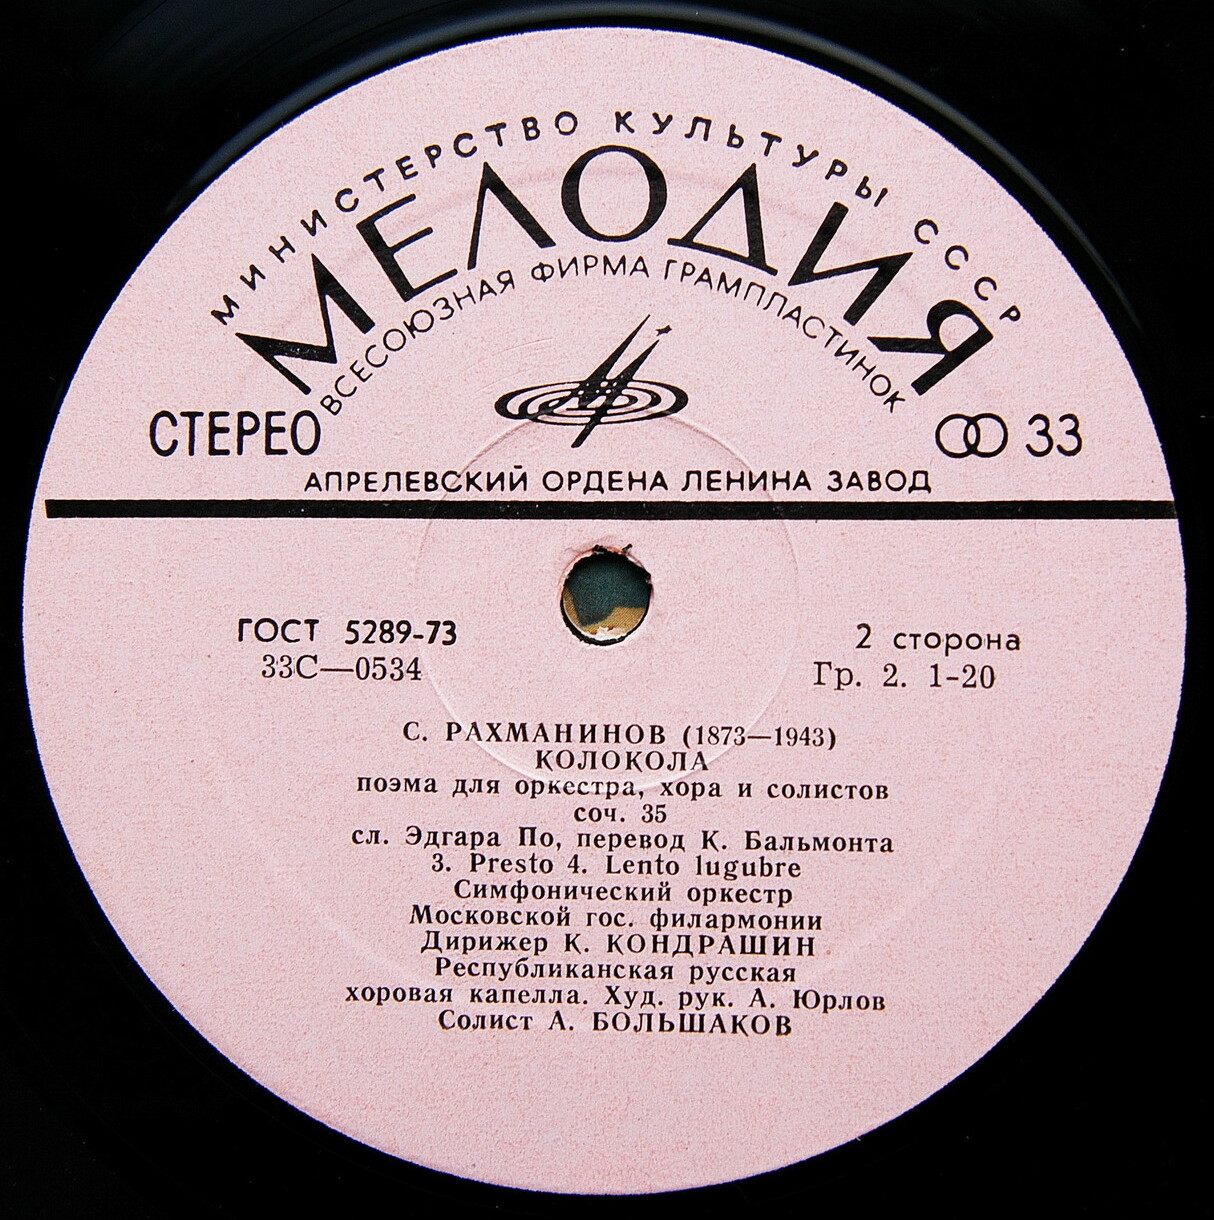 МИНИСТЕРСТВО КУЛЬТУРЫ СССР
МЕЛОДИЯ
ВСЕСОЮЗНАЯ ФИРМА ГРАМПЛАСТИНОК
СТЕРЕО
33
АПРЕЛЕВСКИЙ ОРДЕНА ЛЕНИНА ЗАВОД
ГОСТ 5289-73
2 сторона
33С—0534
Гр. 2. 1-20
С. РАХМАНИНОВ (1873—1943)
КОЛОКОЛА
поэма для оркестра, хора и солистов
соч. 35
сл. Эдгара По, перевод К. Бальмонта
3. Presto 4. Lento lugubre
Симфонический оркестр
Московской гос. филармонии
Дирижер К. КОНДРАШИН
Республиканская русская
хоровая капелла. Худ. рук. А. Юрлов
Солист А. БОЛЬШАКОВ